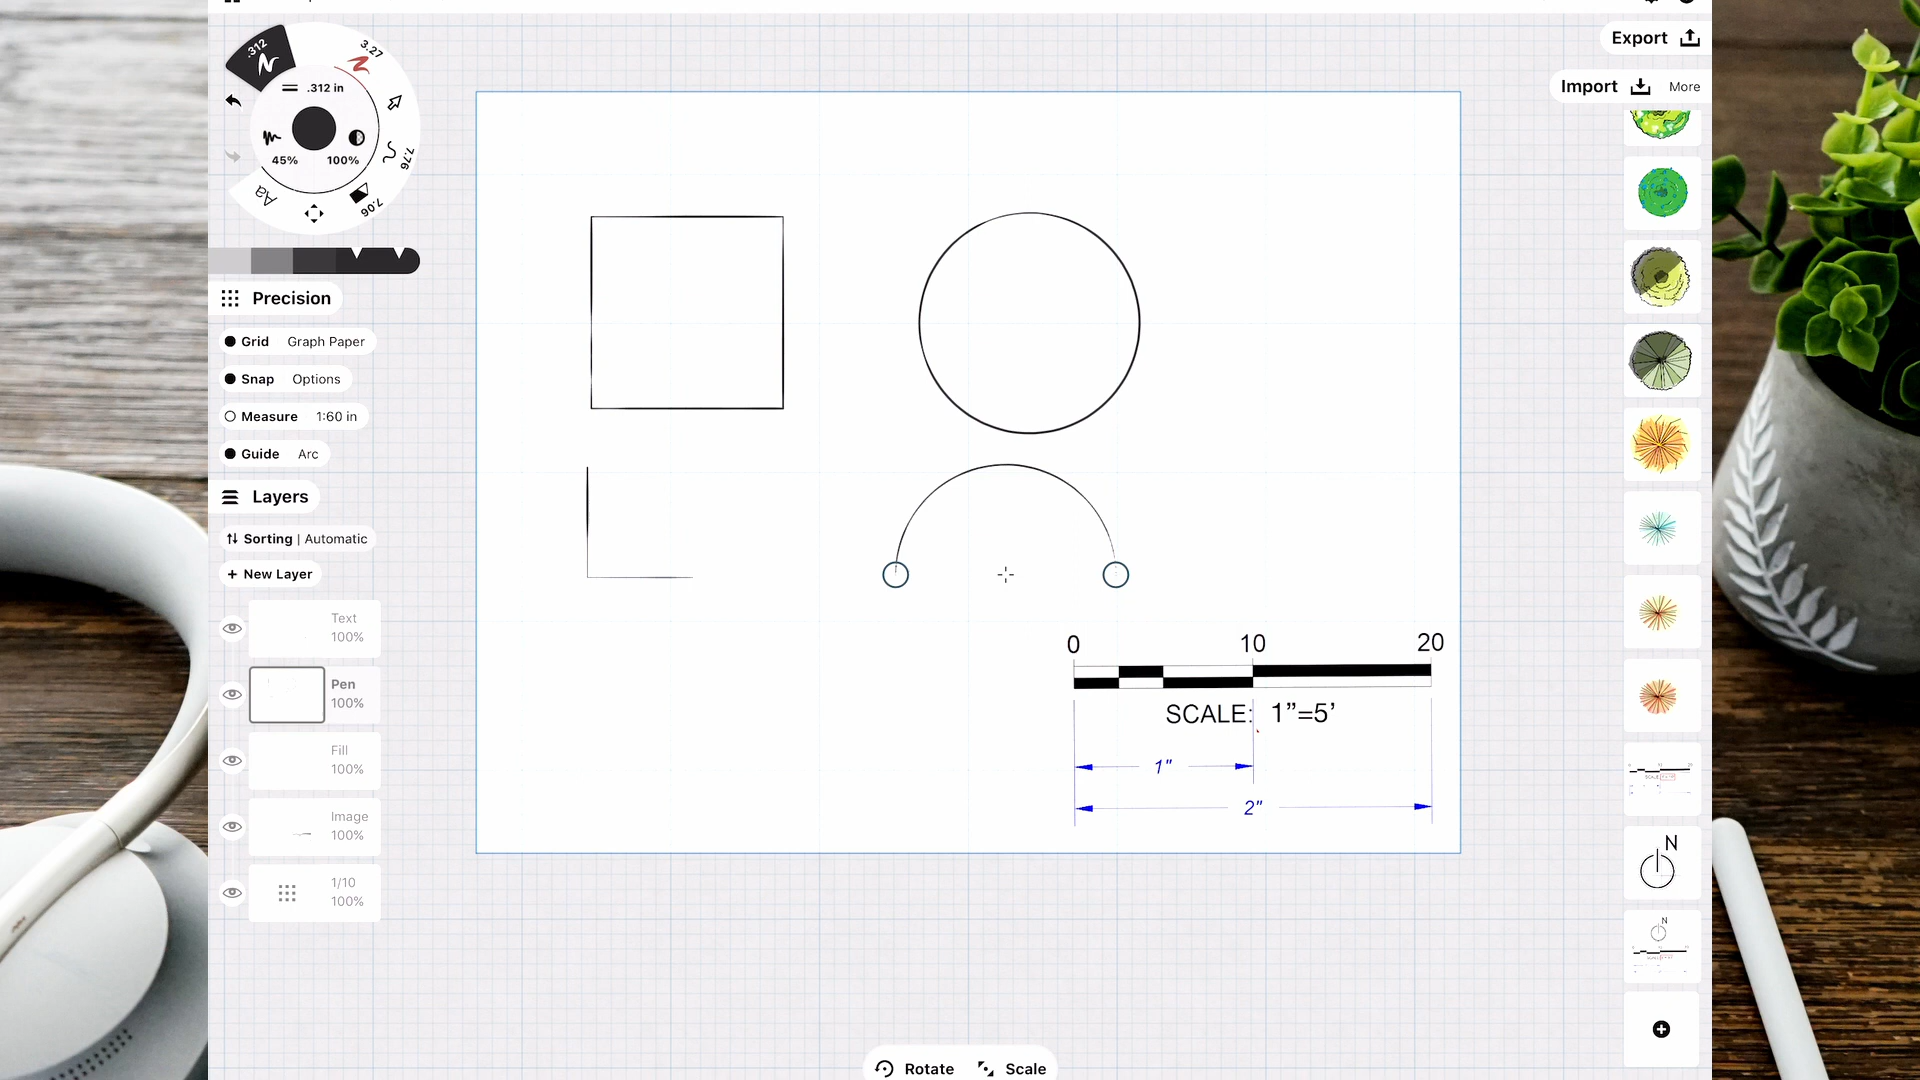 .312
3.27
.312 in
45%
100%
7.76
7.06
Aa
Precision
Grid Graph Paper
Snap Options
Measure 1:60 in
Guide Arc
Layers
Sorting | Automatic
+ New Layer
Text
100%
Pen
100%
Fill
100%
Image
100%
1/10
100%
0 10 20
SCALE: 1”=5’
1"
2"
Export
Import More
N
N
Rotate Scale